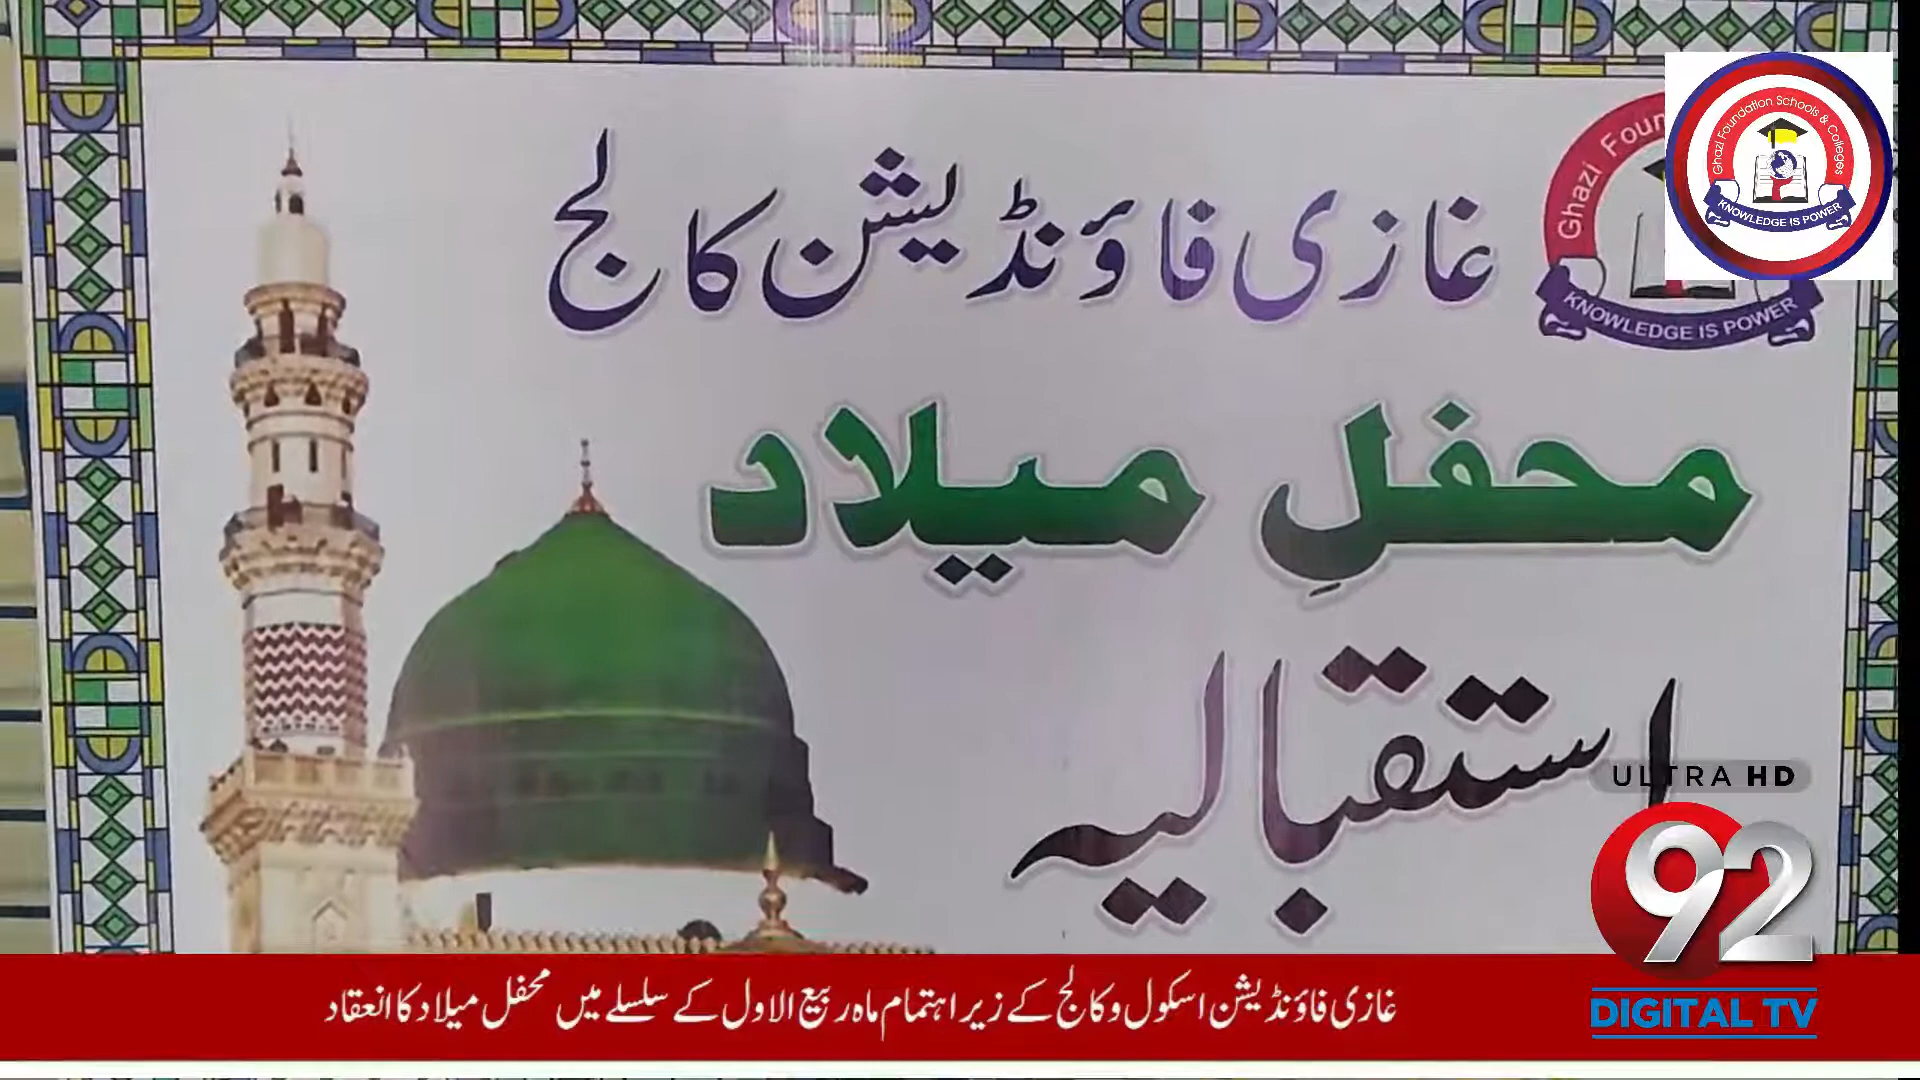 غازی فاؤنڈیشن کالج
Ghazi Foun
KNOWLEDGE IS POWER
Ghazi Foundation Schools & Colleges
KNOWLEDGE IS POWER
محفلِ میلاد
استقبالیہ
ULTRA HD
92
DIGITAL TV
غازی فاؤنڈیشن اسکول و کالج کے زیر اہتمام ماہ ربیع الاول کے سلسلے میں محفل میلاد کا انعقاد